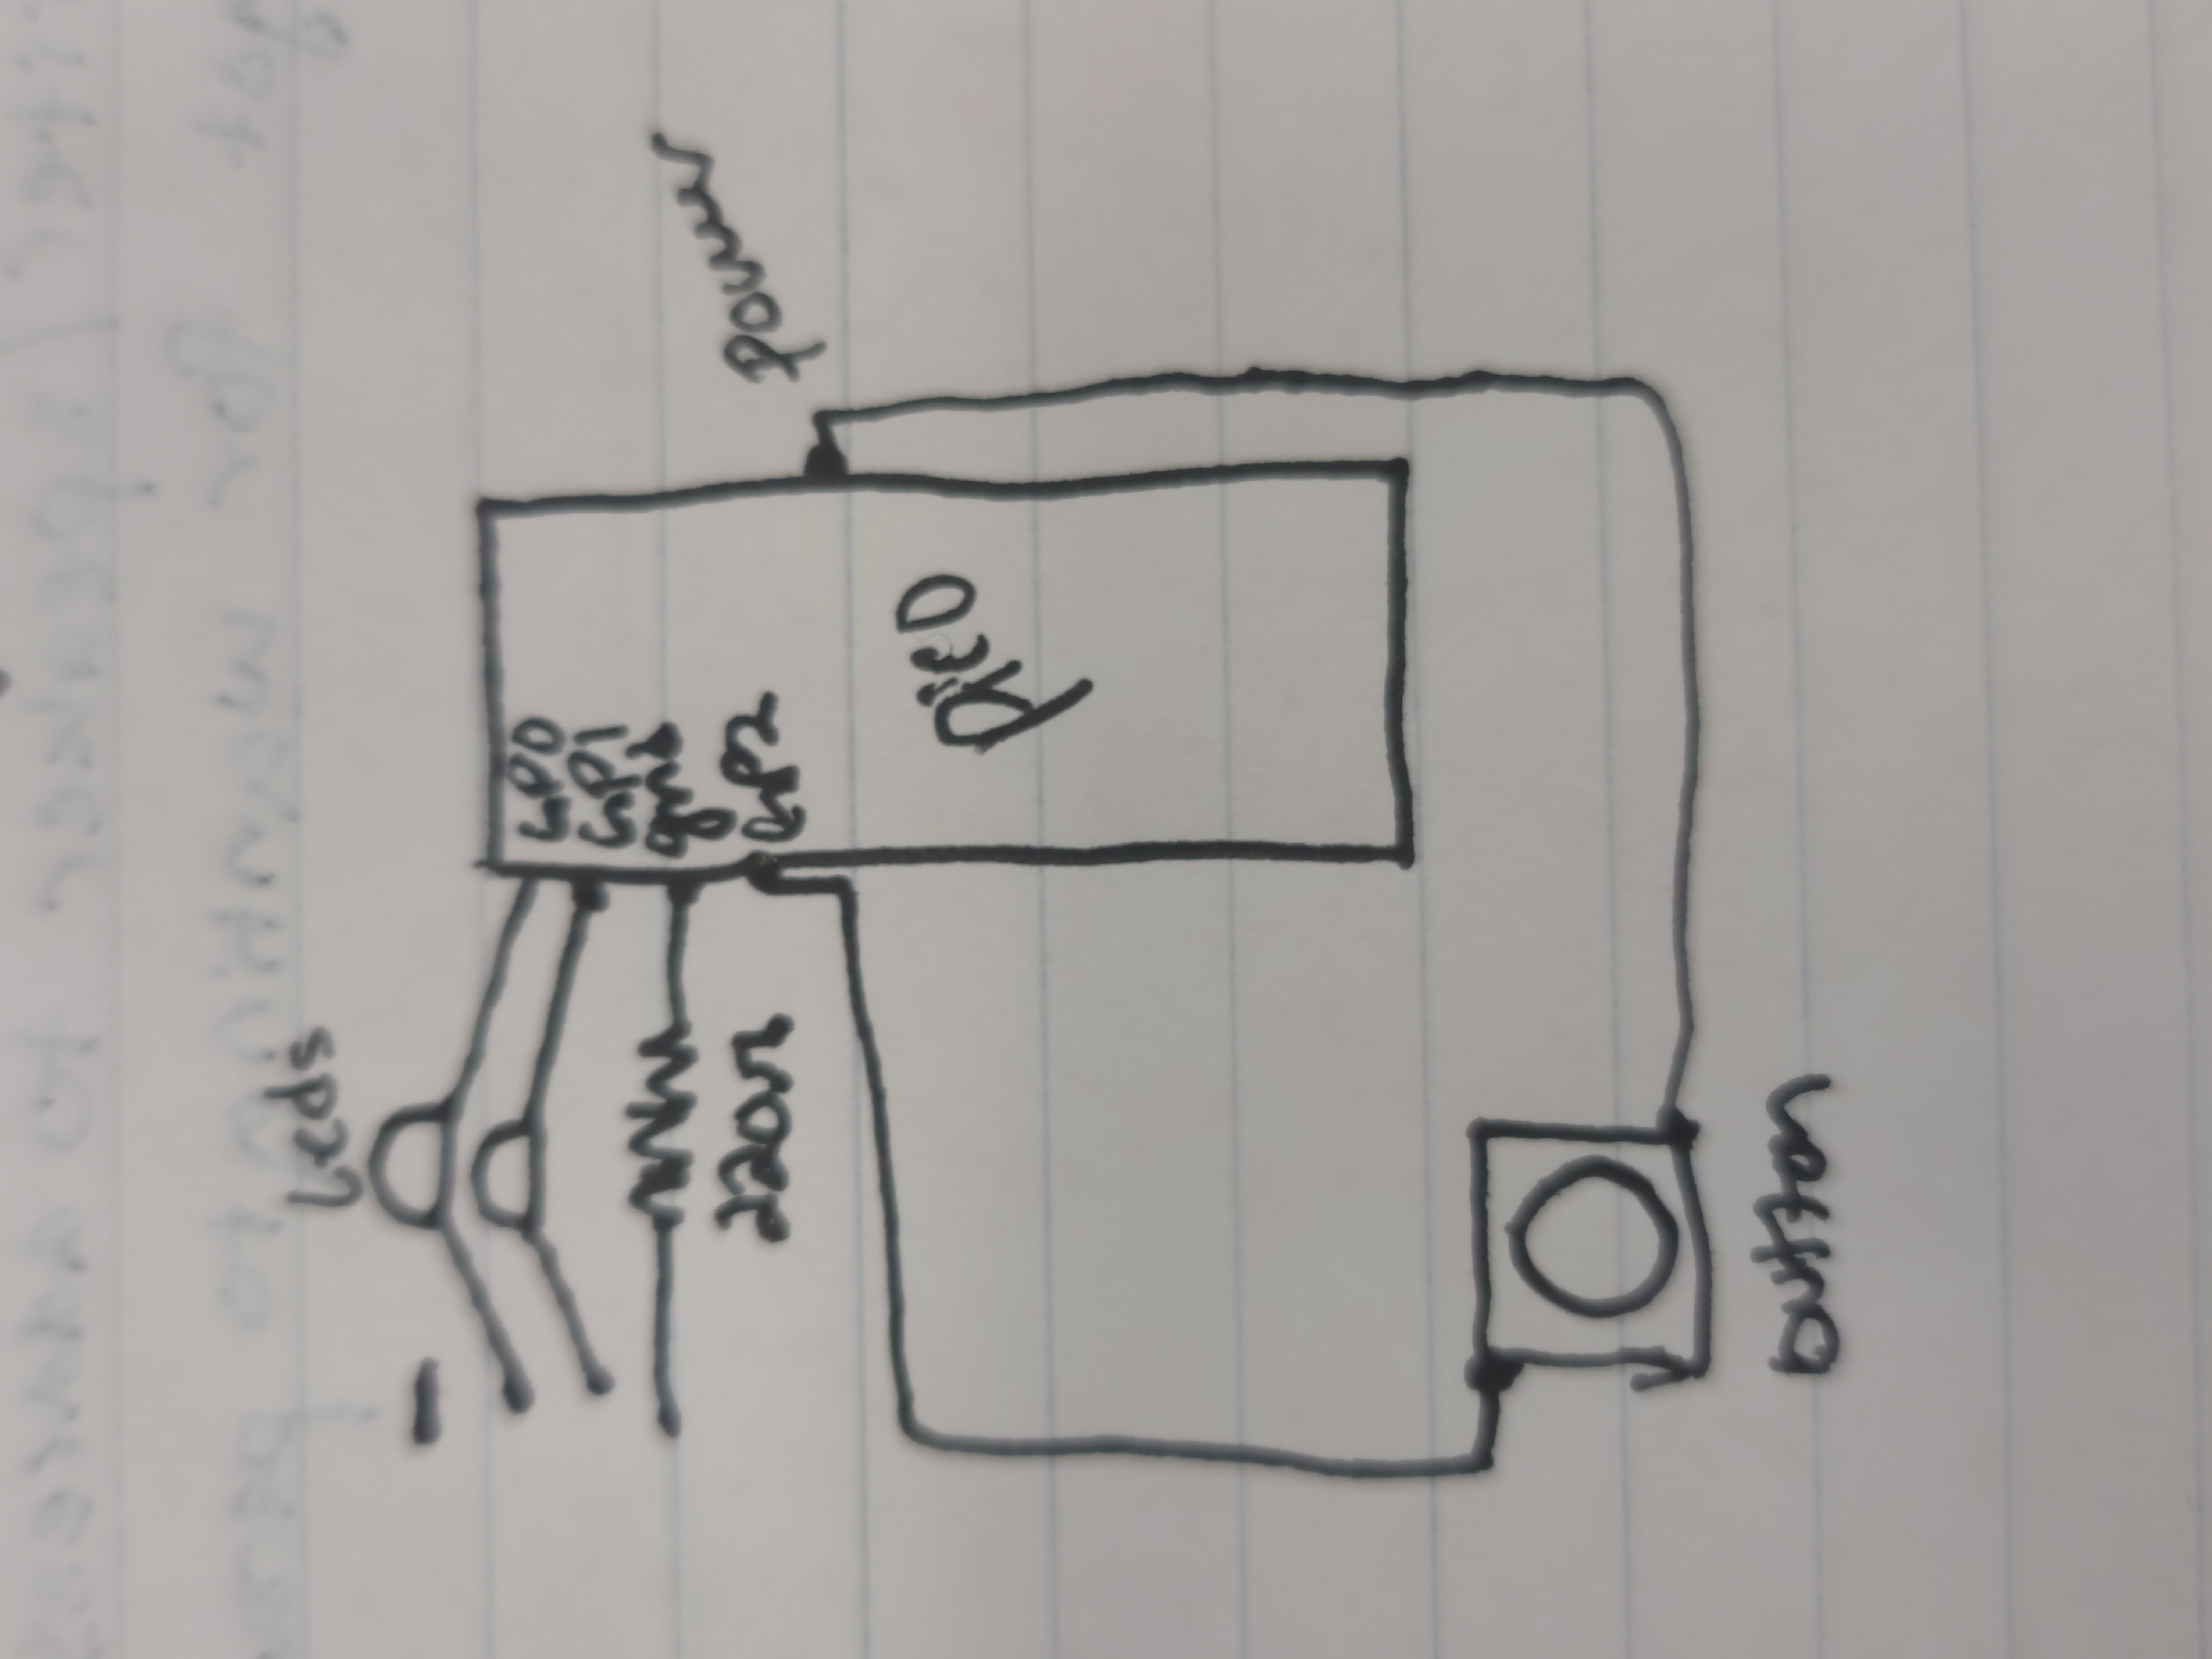 Leds
-
GP0
GP1
gnd
220Ω
GP2
power
pico
button